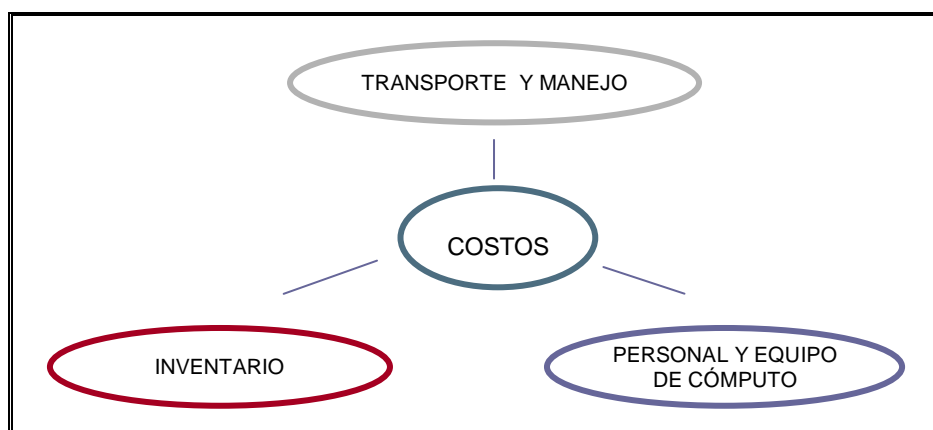 TRANSPORTE Y MANEJO
COSTOS
INVENTARIO
PERSONAL Y EQUIPO
DE CÓMPUTO